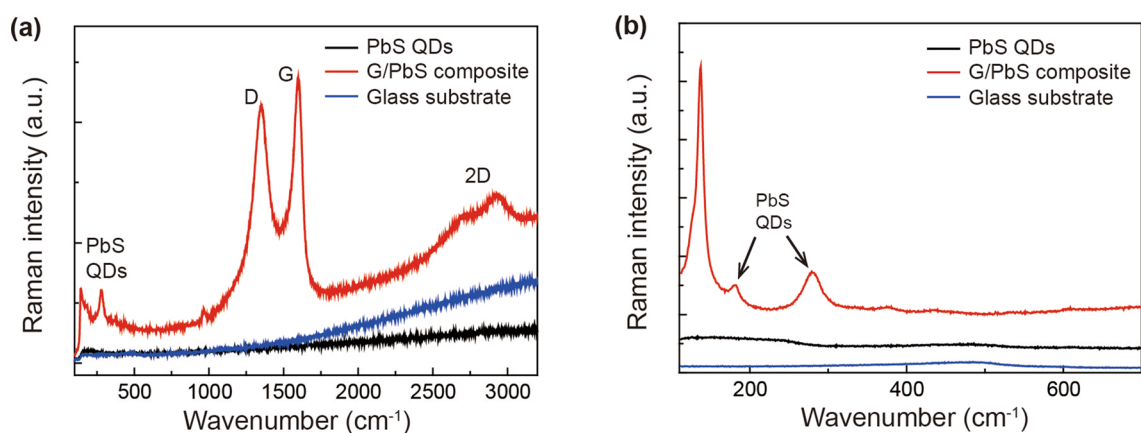 (a)
PbS QDs
G/PbS composite
Glass substrate
D
G
2D
PbS
QDs
Raman intensity (a.u.)
500 1000 1500 2000 2500 3000
Wavenumber (cm-1)
(b)
PbS QDs
G/PbS composite
Glass substrate
PbS
QDs
Raman intensity (a.u.)
200 400 600
Wavenumber (cm-1)